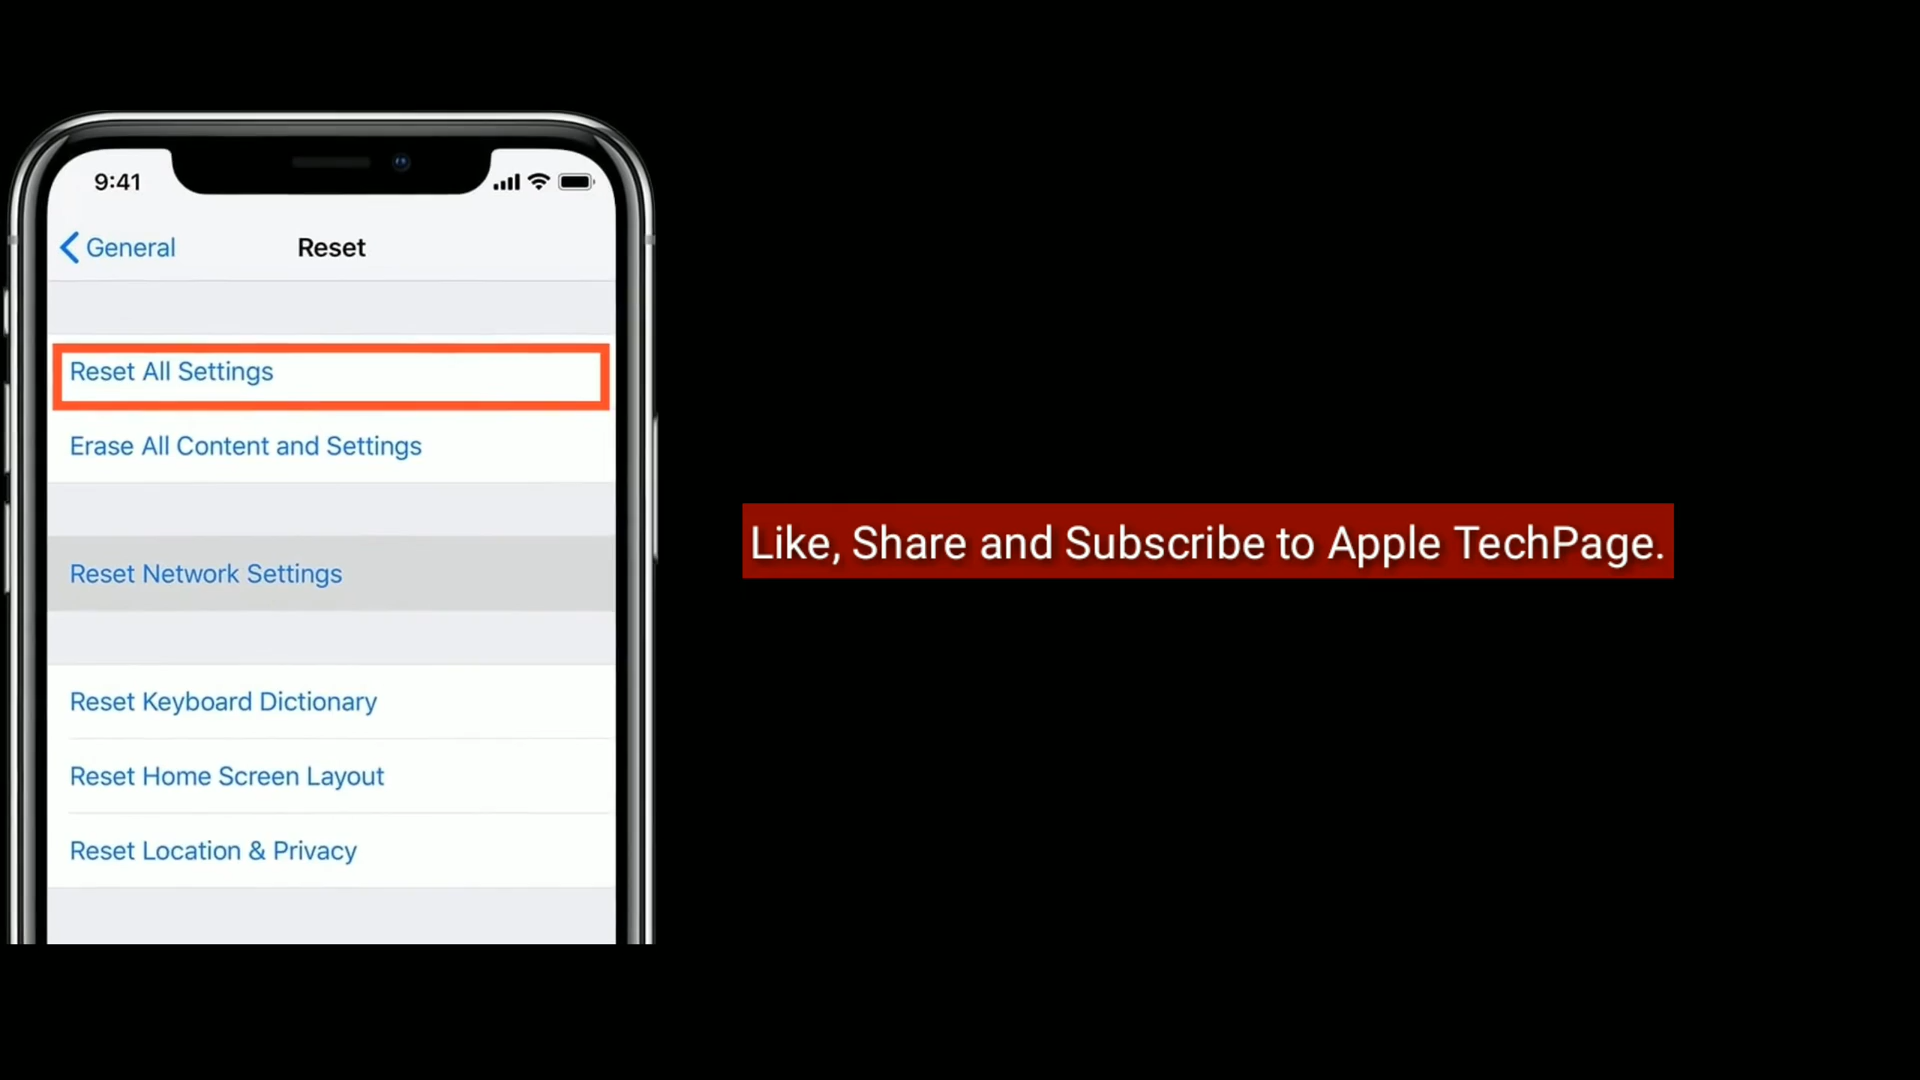 9:41
General
Reset
Reset All Settings
Erase All Content and Settings
Reset Network Settings
Reset Keyboard Dictionary
Reset Home Screen Layout
Reset Location & Privacy
Like, Share and Subscribe to Apple TechPage.